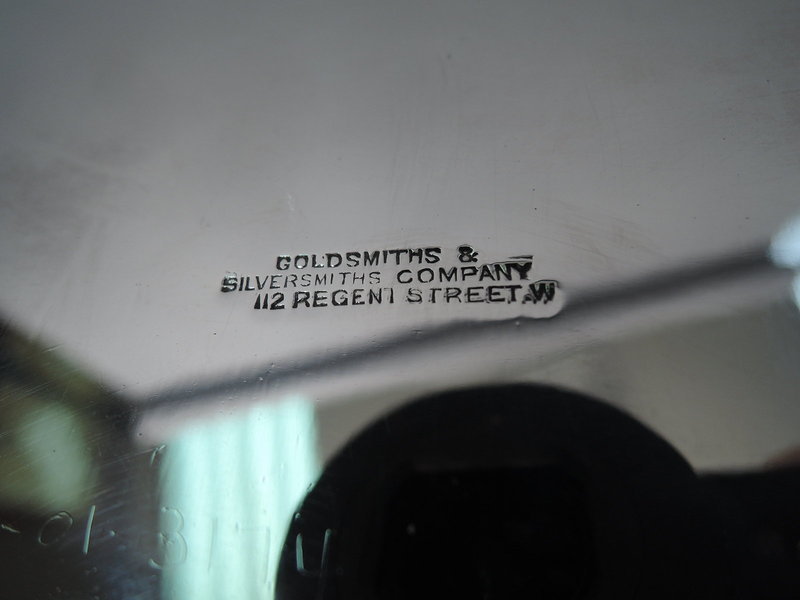 GOLDSMITHS &
SILVERSMITHS COMPANY
112 REGENT STREET.W